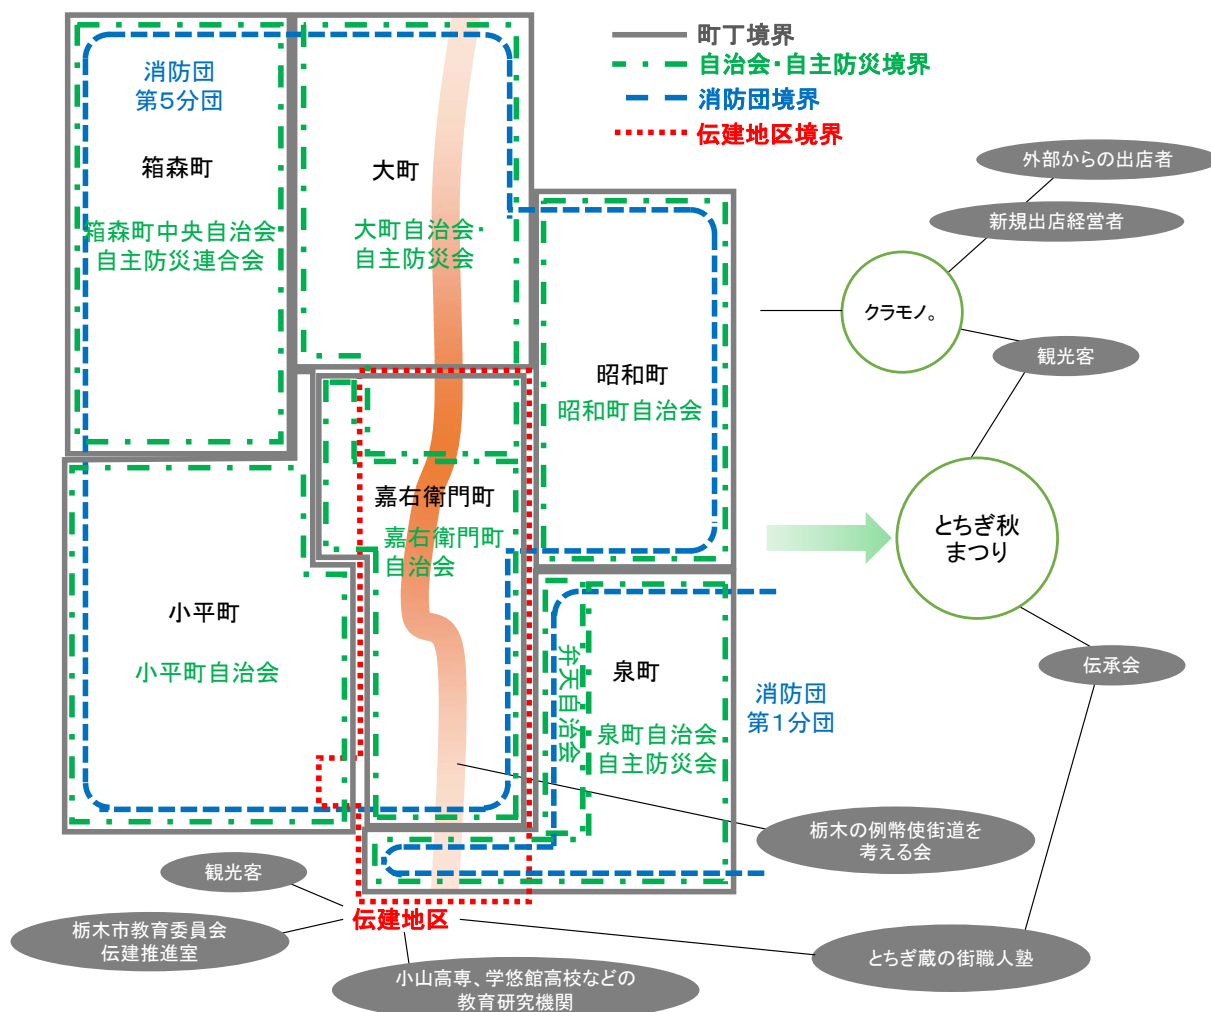 町丁境界
自治会・自主防災境界
消防団境界
伝建地区境界
消防団
第5分団
箱森町
箱森町中央自治会・
自主防災連合会
大町
大町自治会・
自主防災会
昭和町
昭和町自治会
嘉右衛門町
嘉右衛門町
自治会
小平町
小平町自治会
弁天自治会
泉町
泉町自治会
自主防災会
消防団
第1分団
外部からの出店者
新規出店経営者
クラモノ。
観光客
とちぎ秋
まつり
伝承会
栃木の例幣使街道を
考える会
観光客
伝建地区
栃木市教育委員会
伝建推進室
小山高専、学悠館高校などの
教育研究機関
とちぎ蔵の街職人塾